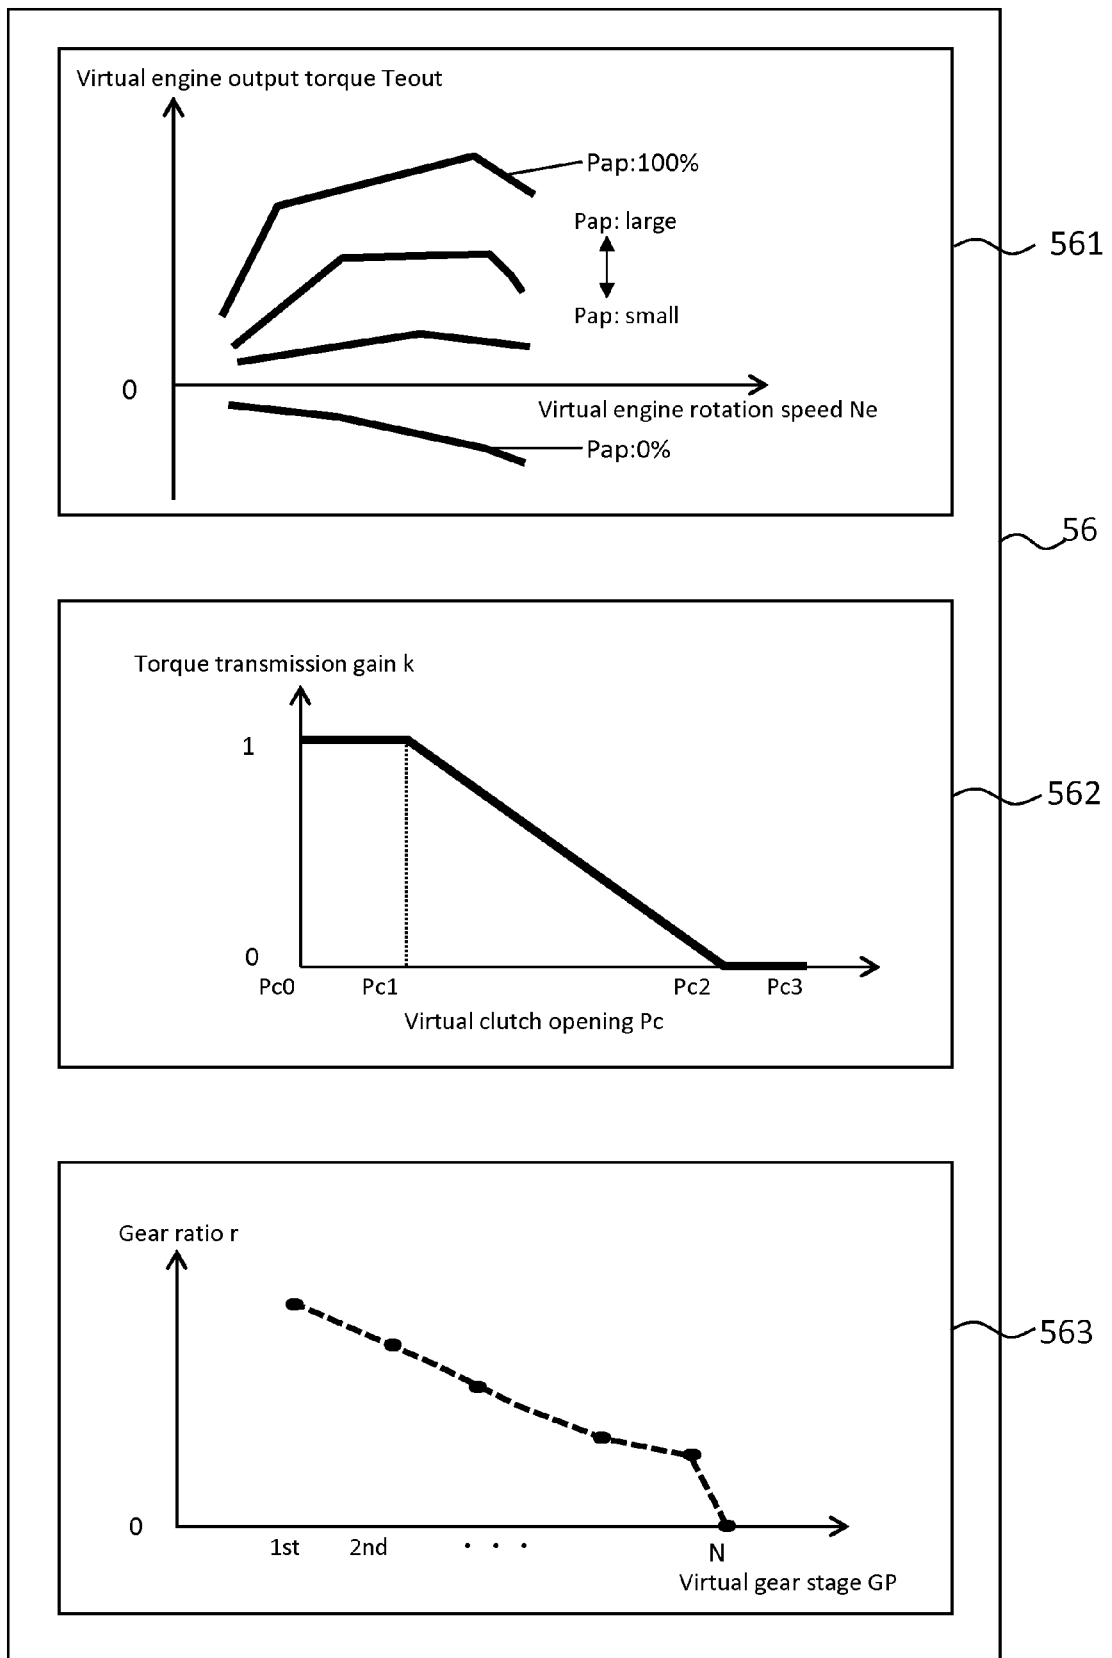 Virtual engine output torque Teout
Pap:100%
Pap: large
561
Pap: small
0
Virtual engine rotation speed Ne
Pap:0%
56
Torque transmission gain k
1
562
0
Pc0 Pc1 Pc2 Pc3
Virtual clutch opening Pc
Gear ratio r
563
0
1st 2nd · · · N
Virtual gear stage GP